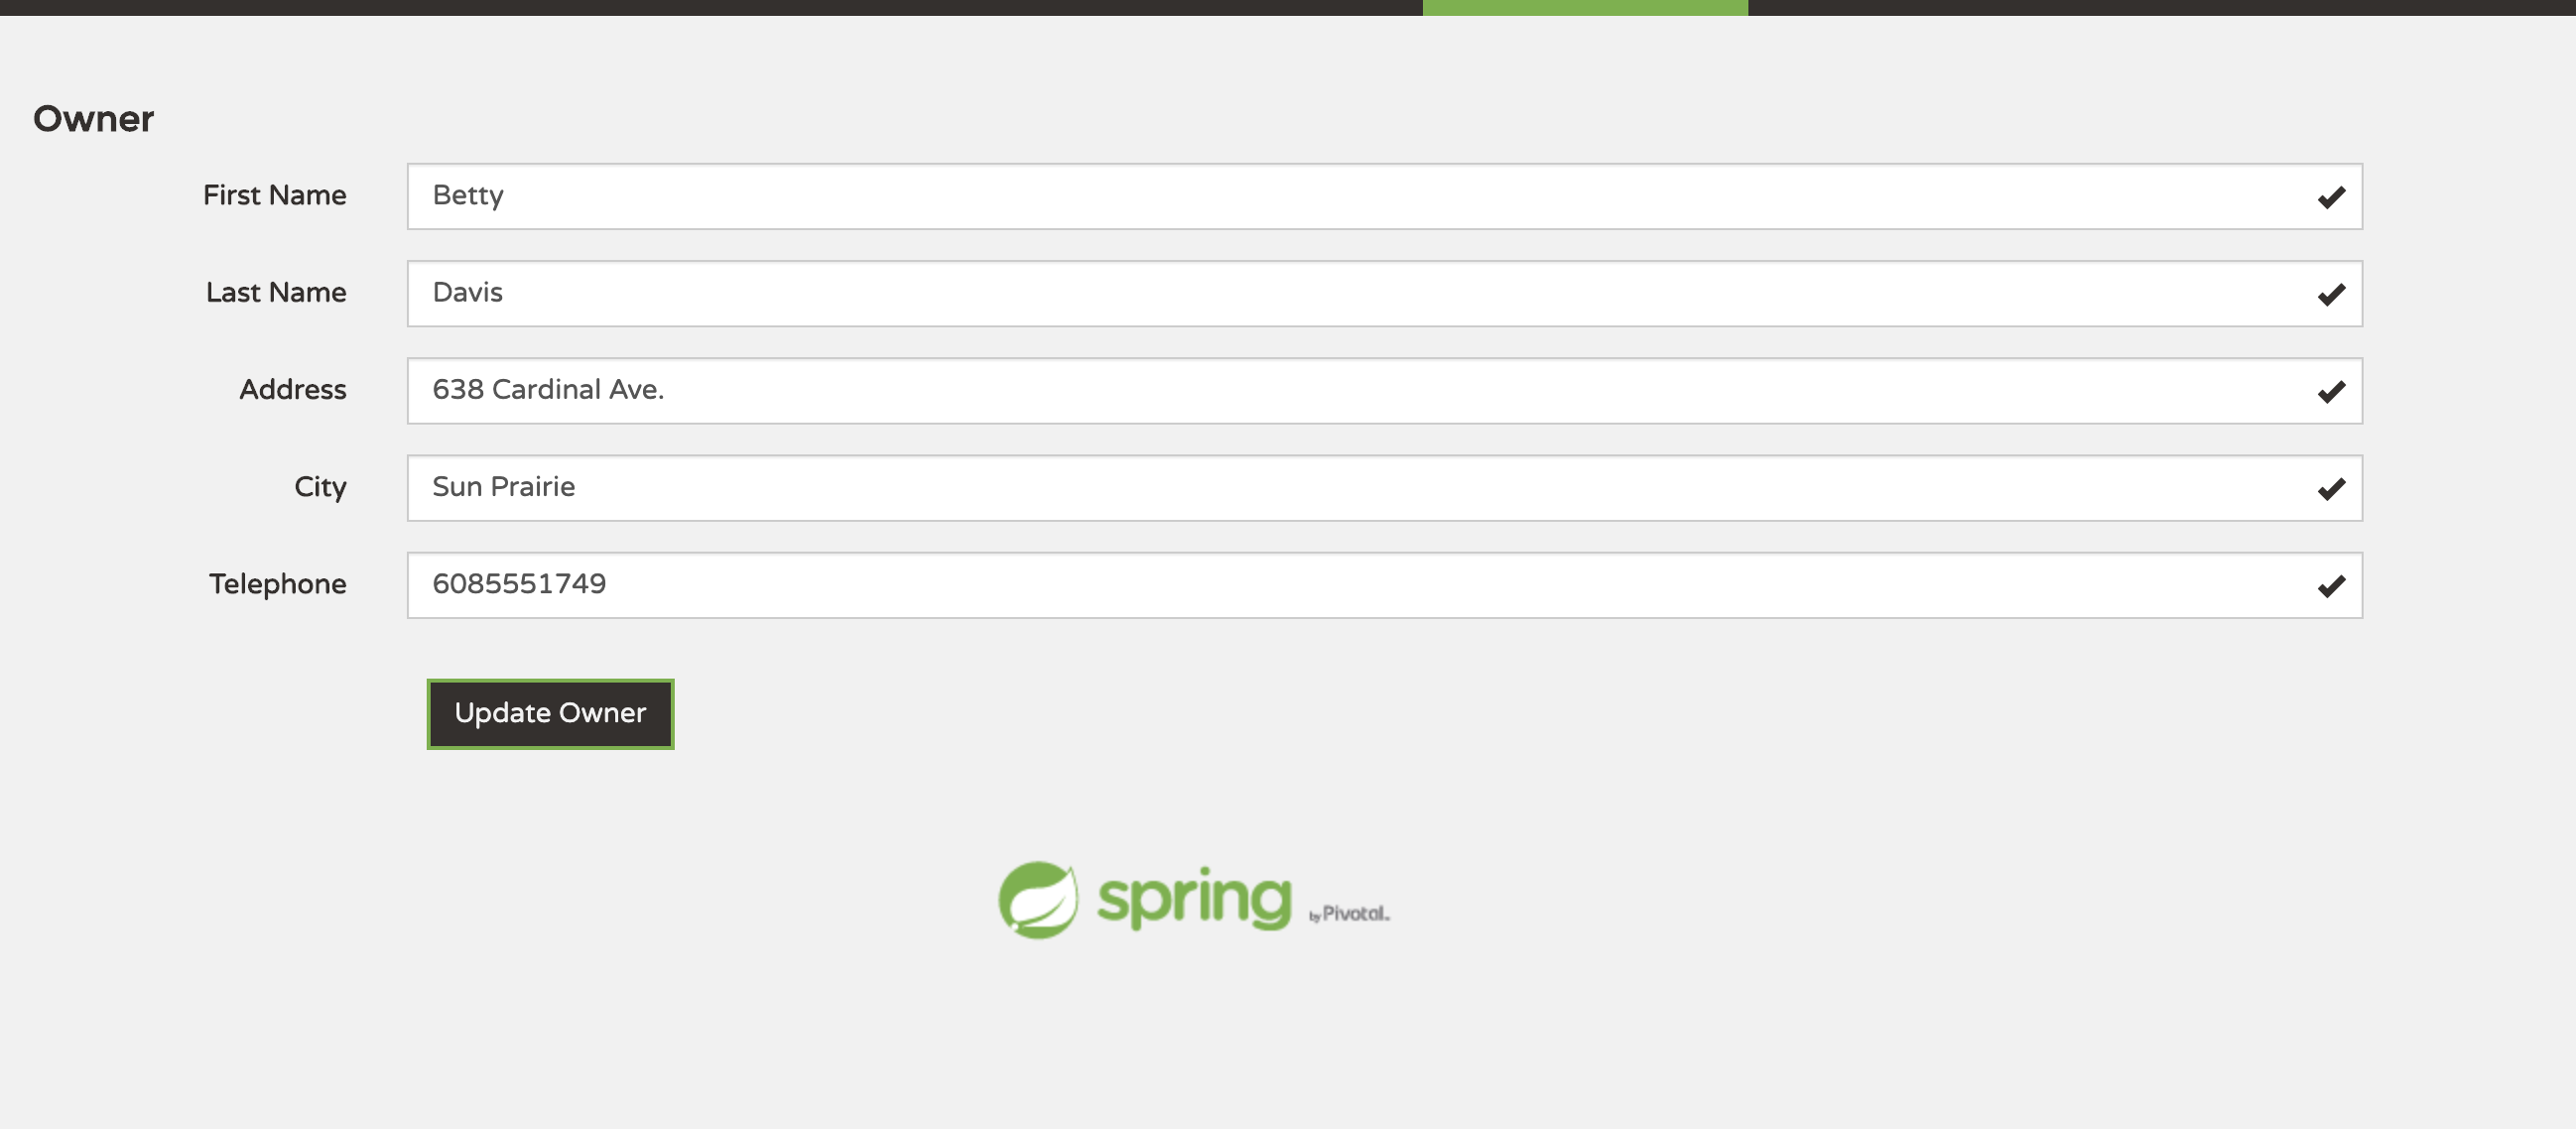 Owner
First Name Betty
Last Name Davis
Address 638 Cardinal Ave.
City Sun Prairie
Telephone 6085551749
Update Owner
spring by Pivotal™